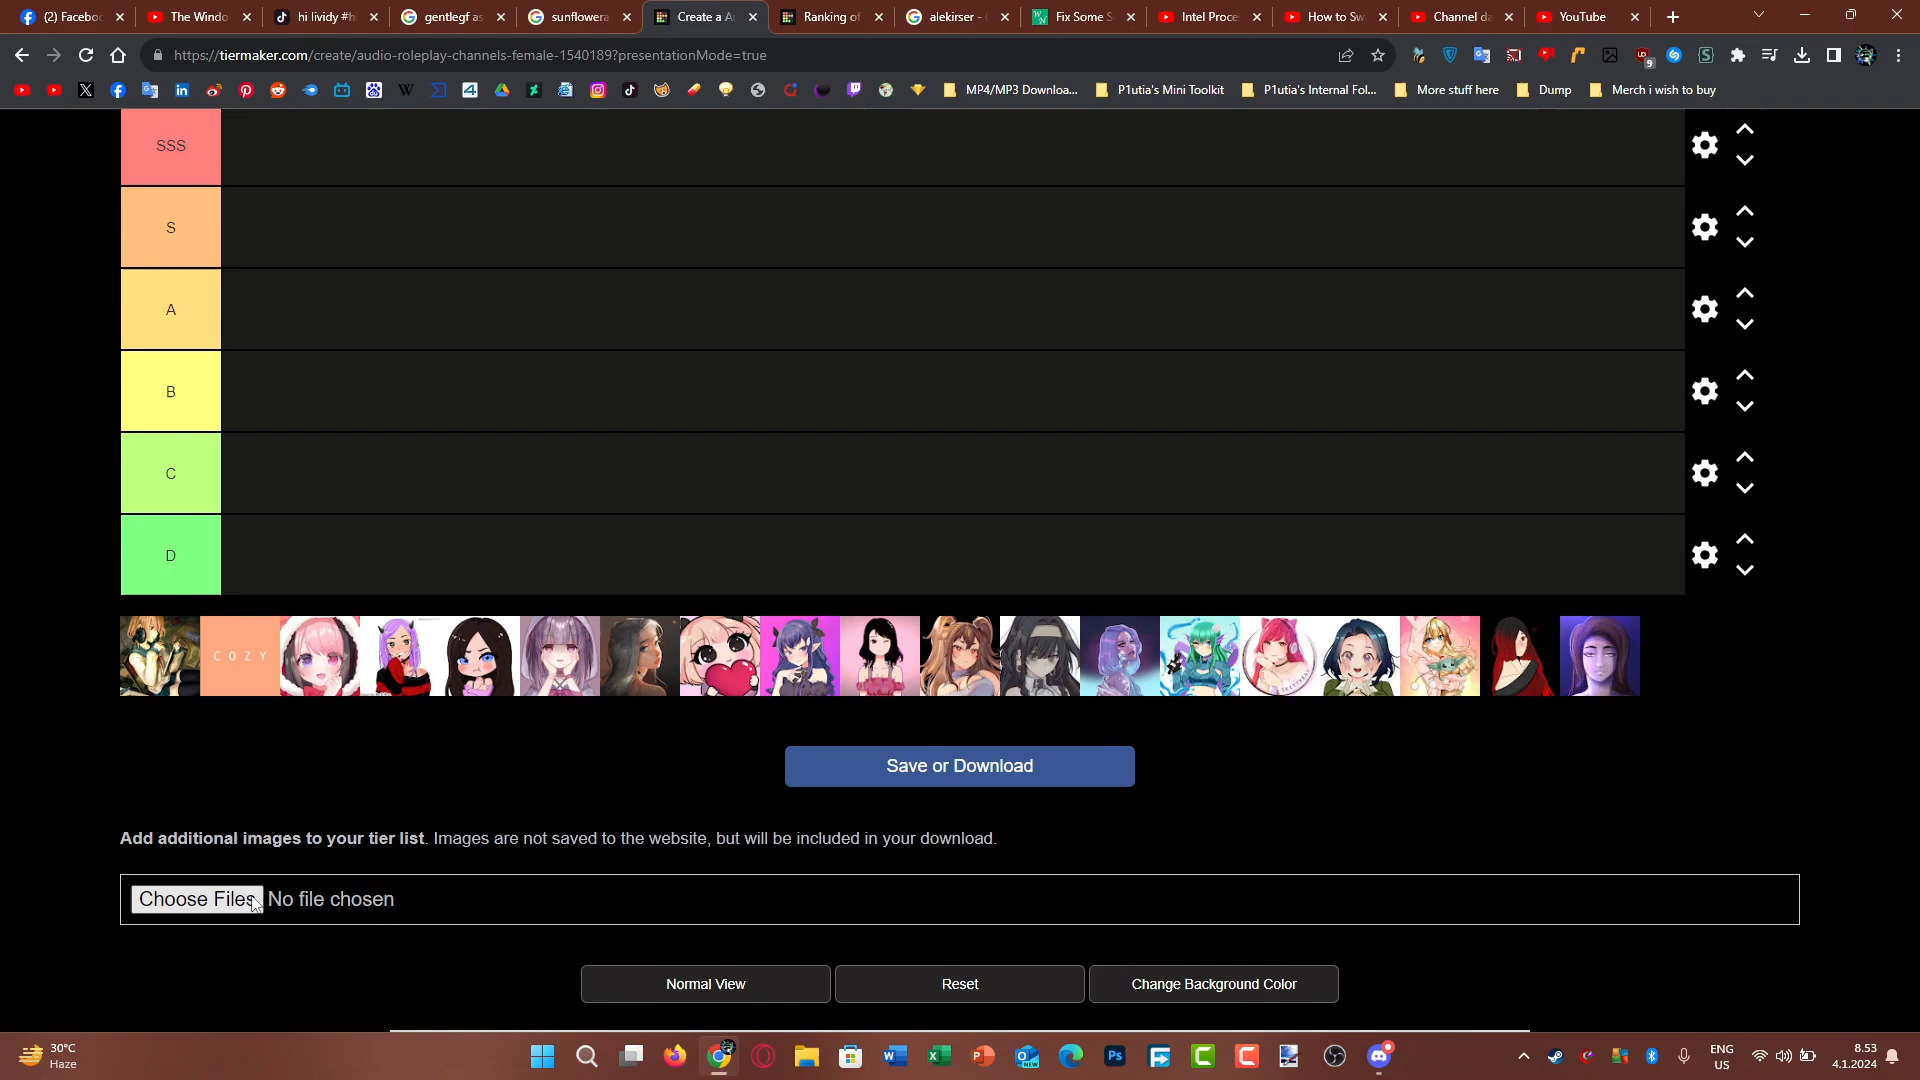 (2) Faceboo
The Windo
hi lividy #h
gentlegf as
sunflowera
Create a A
Ranking of
alekirser -
Fix Some S
Intel Proce
How to Sw
Channel da
YouTube
https://tiermaker.com/create/audio-roleplay-channels-female-1540189?presentationMode=true
9
MP4/MP3 Downloa...
P1utia's Mini Toolkit
P1utia's Internal Fol...
More stuff here
Dump
Merch i wish to buy
SSS
S
A
B
C
D
COZY
Save or Download
Add additional images to your tier list. Images are not saved to the website, but will be included in your download.
Choose Files No file chosen
Normal View
Reset
Change Background Color
30°C
Haze
ENG
US
8.53
4.1.2024